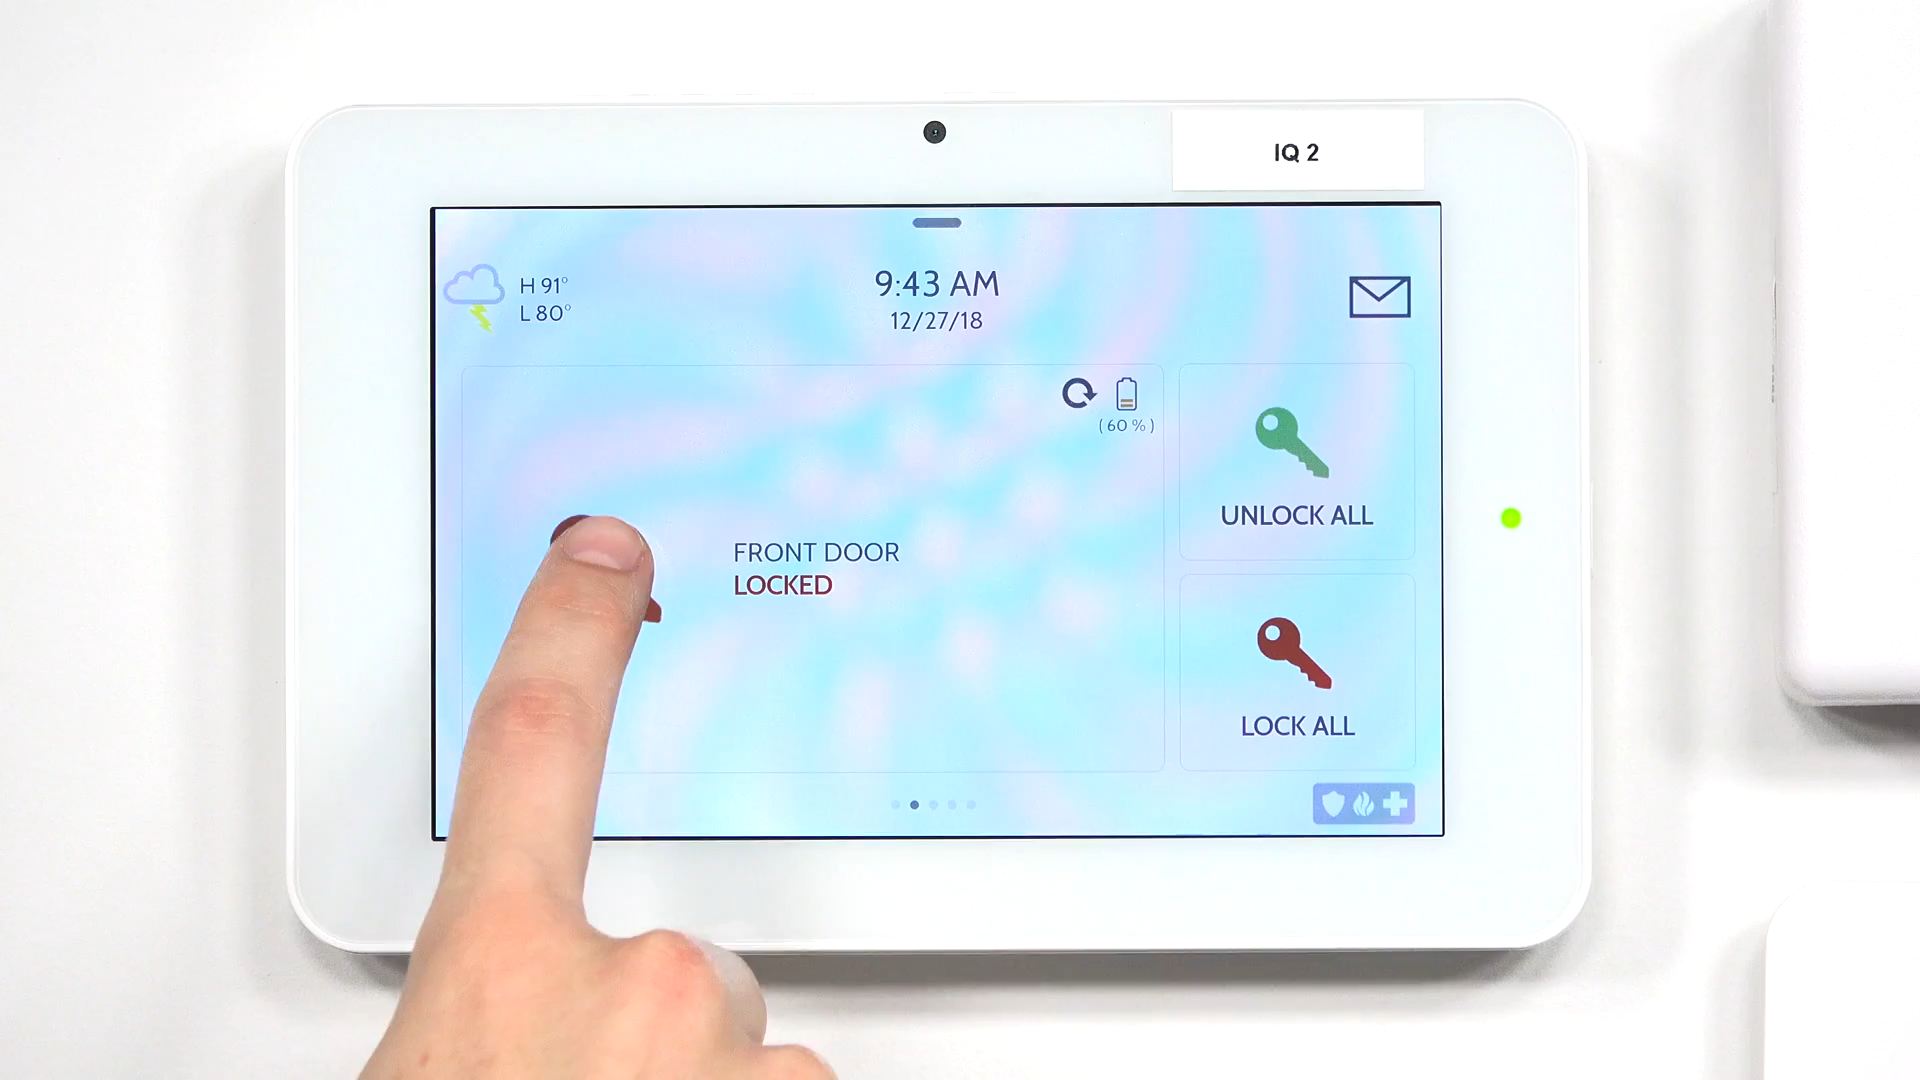 IQ 2
H 91°
L 80°
9:43 AM
12/27/18
(60%)
FRONT DOOR
LOCKED
UNLOCK ALL
LOCK ALL